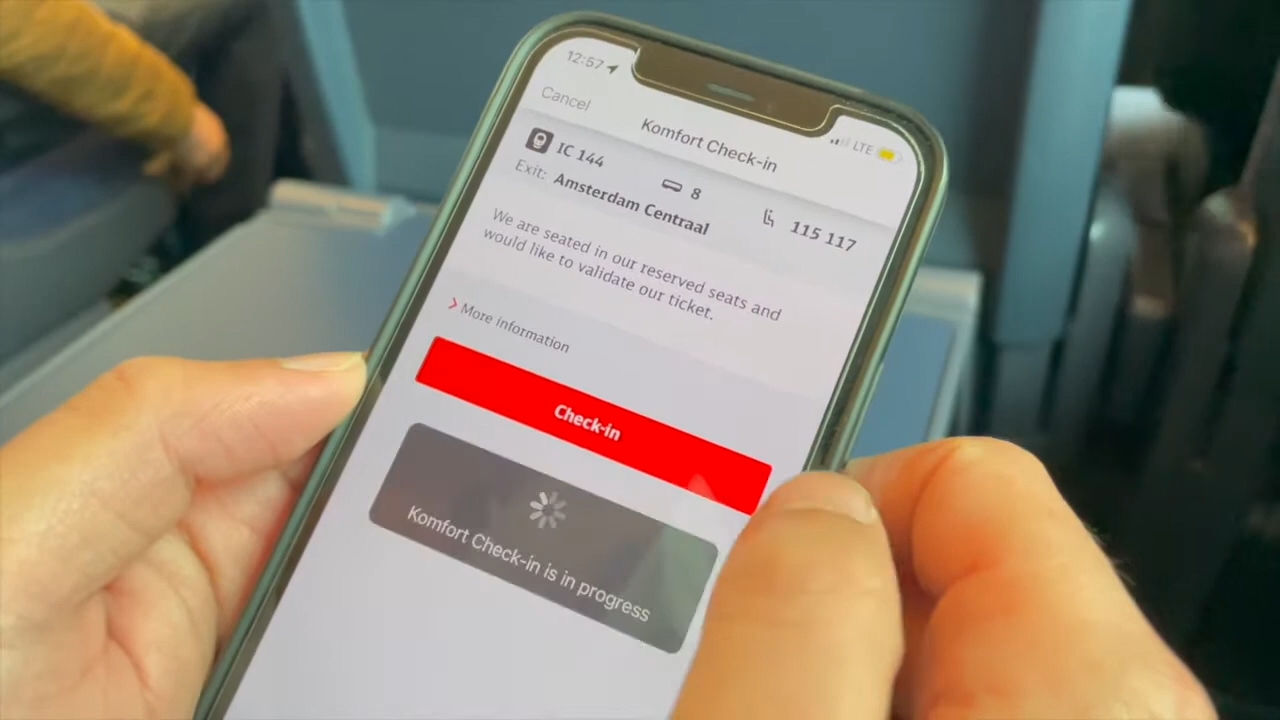 12:57
LTE
Cancel
Komfort Check-in
IC 144
8
115 117
Exit: Amsterdam Centraal
We are seated in our reserved seats and
would like to validate our ticket.
More information
Check-in
Komfort Check-in is in progress